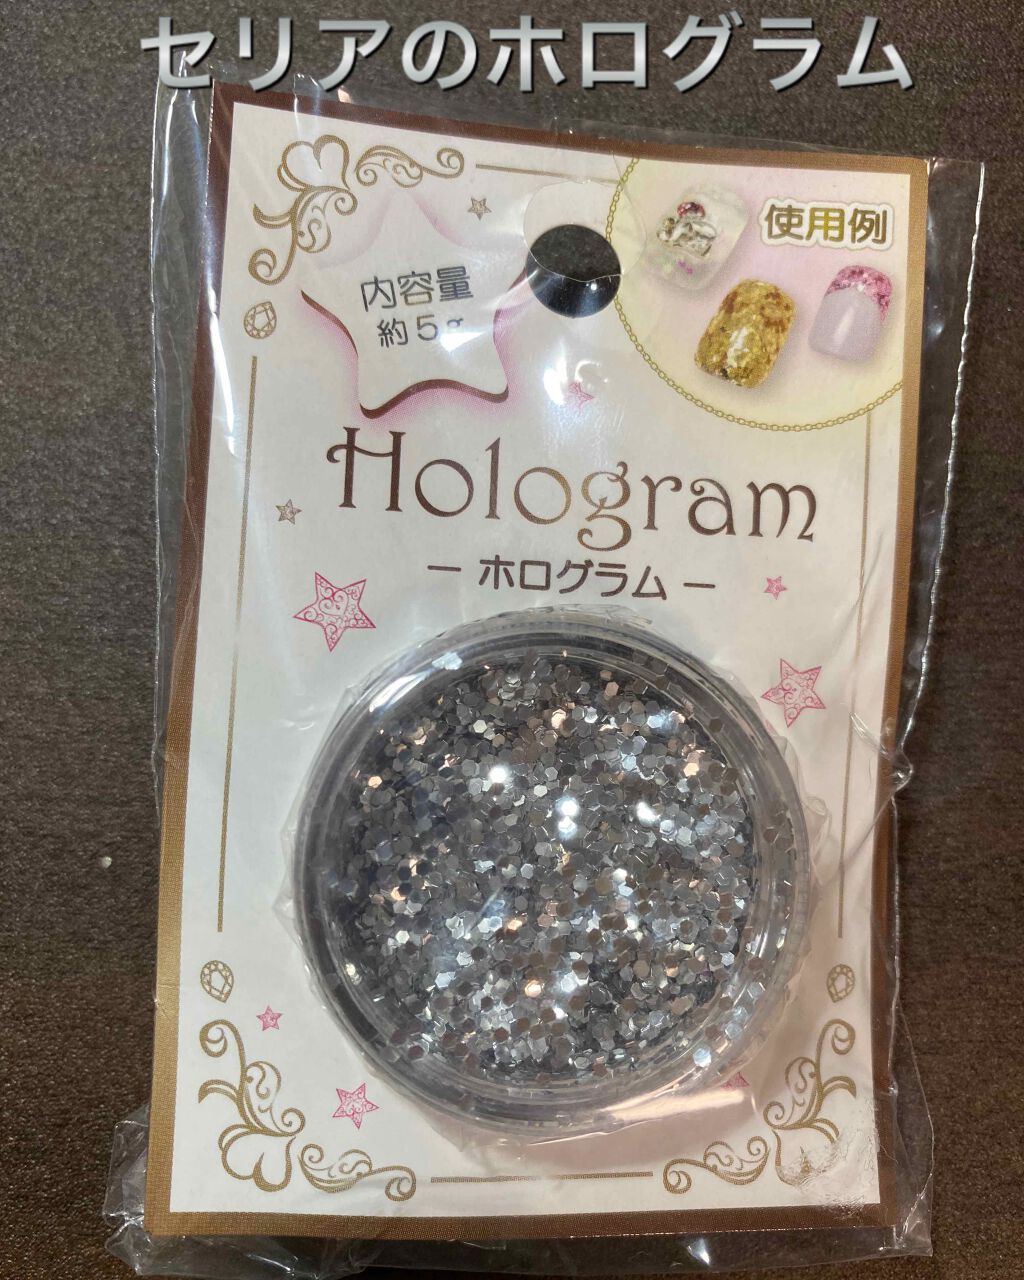 セリアのホログラム
使用例
内容量
約5g
Hologram
ーホログラムー